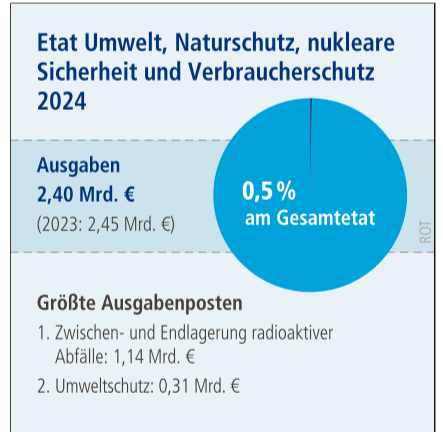 Etat Umwelt, Naturschutz, nukleare
Sicherheit und Verbraucherschutz
2024
Ausgaben
2,40 Mrd. €
(2023: 2,45 Mrd. €)
0,5 %
am Gesamtetat
ROT
Größte Ausgabenposten
1. Zwischen- und Endlagerung radioaktiver
Abfälle: 1,14 Mrd. €
2. Umweltschutz: 0,31 Mrd. €